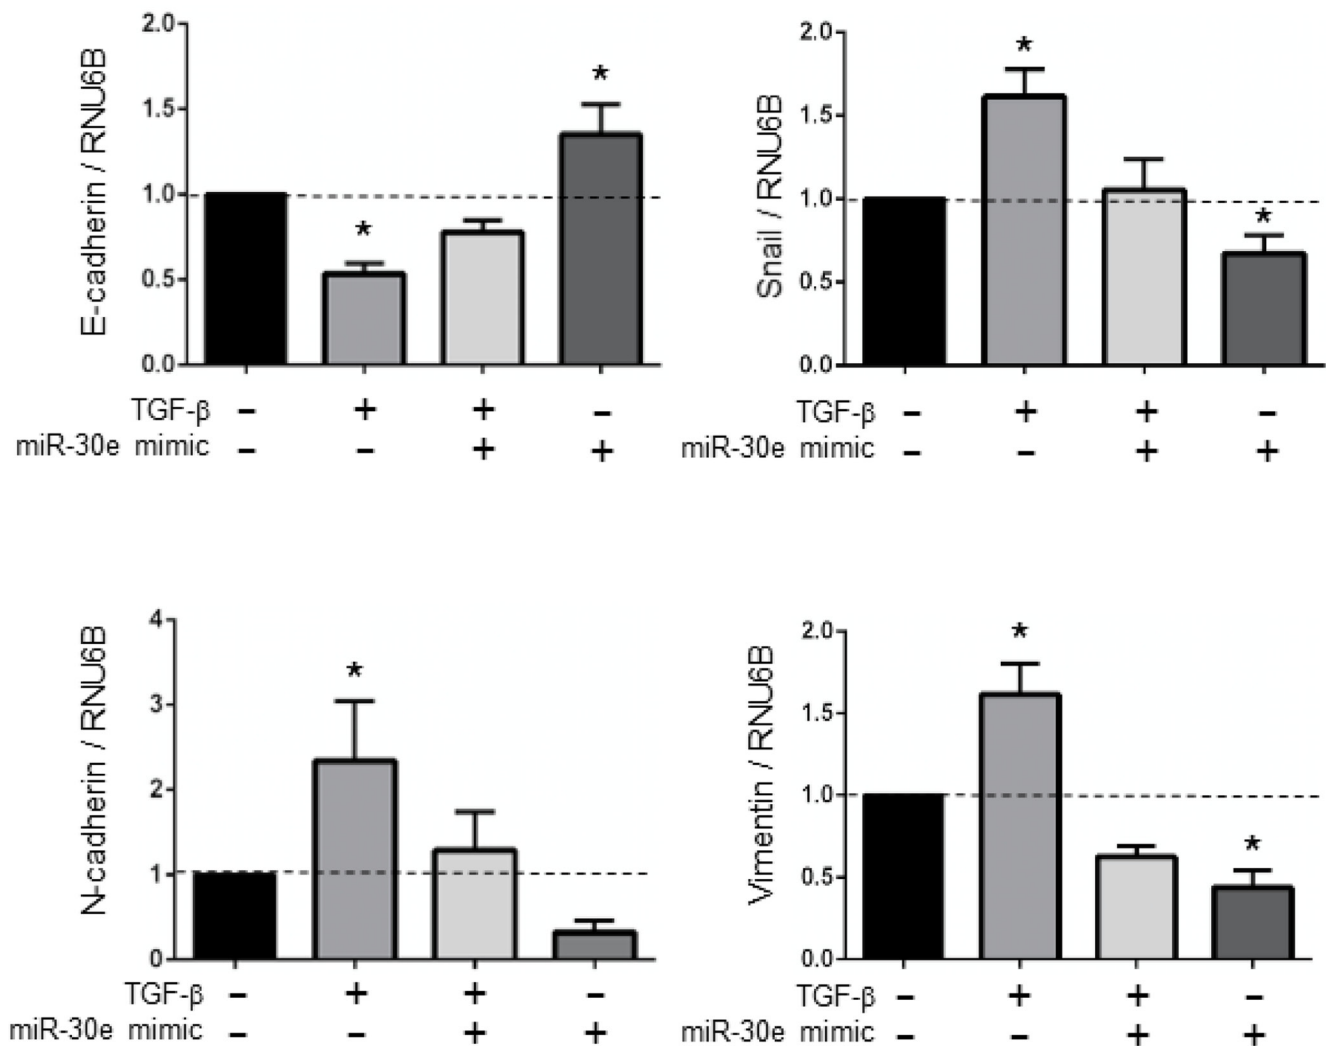 E-cadherin / RNU6B
2.0
1.5
1.0
0.5
0.0
*
*
TGF-β – + + –
miR-30e mimic – – + +
Snail / RNU6B
2.0
1.5
1.0
0.5
0.0
*
*
TGF-β – + + –
miR-30e mimic – – + +
N-cadherin / RNU6B
4
3
2
1
0
*
TGF-β – + + –
miR-30e mimic – – + +
Vimentin / RNU6B
2.0
1.5
1.0
0.5
0.0
*
*
TGF-β – + + –
miR-30e mimic – – + +